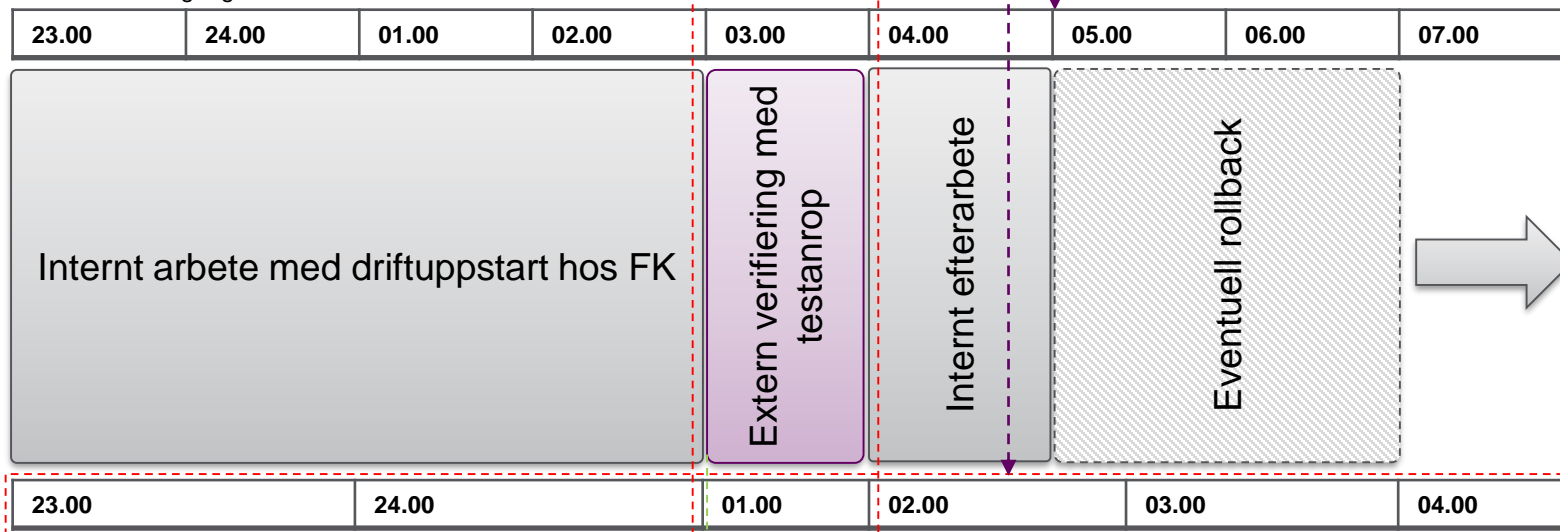 23.00 24.00 01.00 02.00 03.00 04.00 05.00 06.00 07.00
Internt arbete med driftuppstart hos FK
Extern verifiering med
testanrop
Internt efterarbete
Eventuell rollback
23.00 24.00 01.00 02.00 03.00 04.00